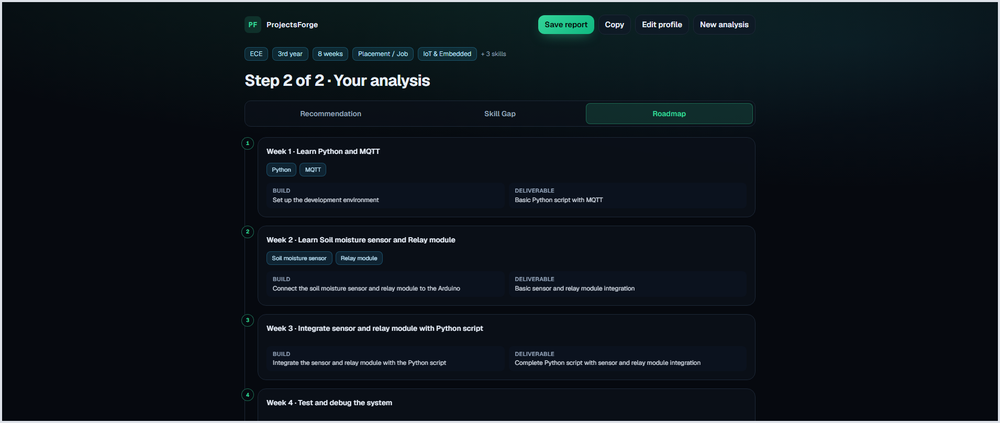 PF ProjectsForge Save report Copy Edit profile New analysis
ECE 3rd year 8 weeks Placement / Job IoT & Embedded + 3 skills
Step 2 of 2 · Your analysis
Recommendation Skill Gap Roadmap
1
Week 1 · Learn Python and MQTT
Python MQTT
BUILD DELIVERABLE
Set up the development environment Basic Python script with MQTT
2
Week 2 · Learn Soil moisture sensor and Relay module
Soil moisture sensor Relay module
BUILD DELIVERABLE
Connect the soil moisture sensor and relay module to the Arduino Basic sensor and relay module integration
3
Week 3 · Integrate sensor and relay module with Python script
BUILD DELIVERABLE
Integrate the sensor and relay module with the Python script Complete Python script with sensor and relay module integration
4
Week 4 · Test and debug the system